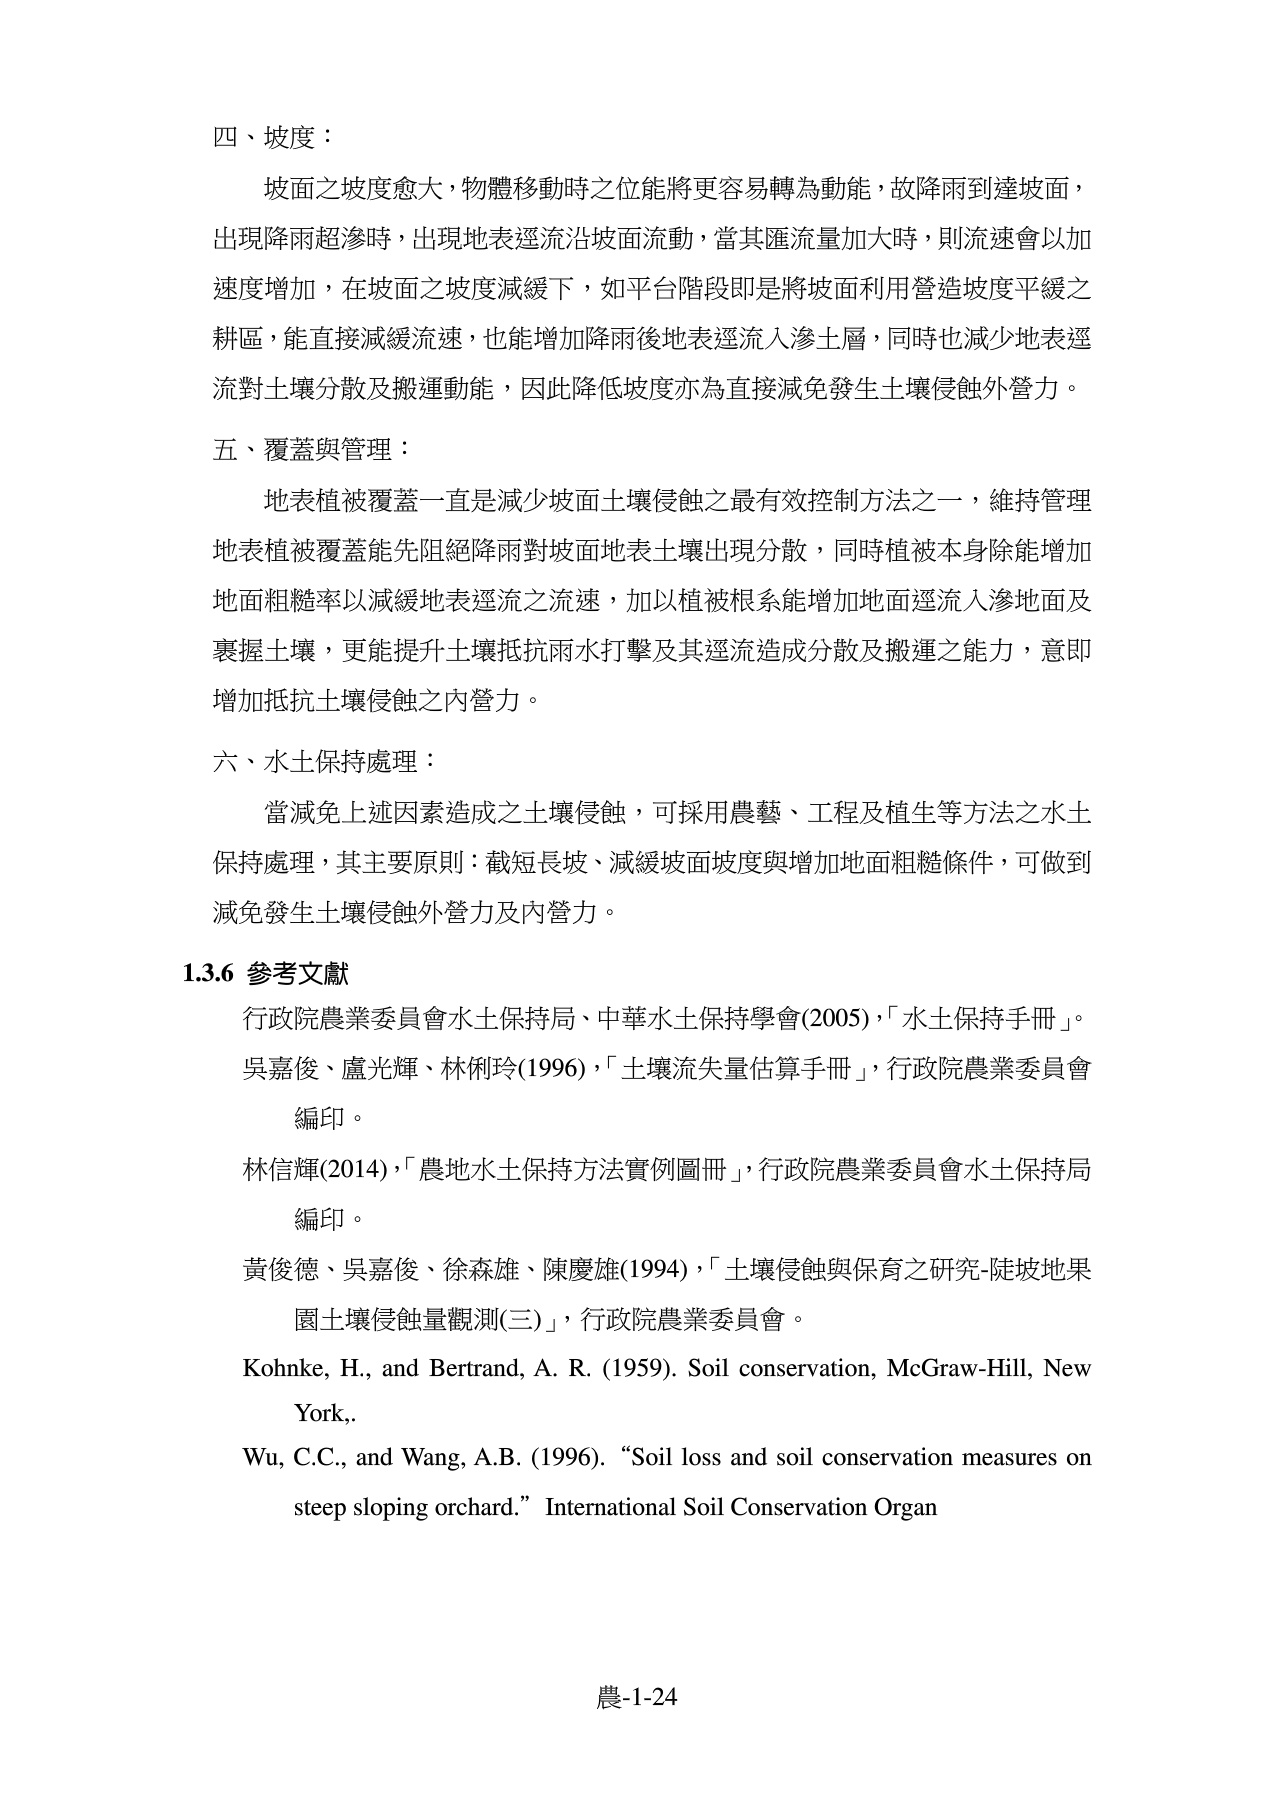 四、坡度：
坡面之坡度愈大，物體移動時之位能將更容易轉為動能，故降雨到達坡面，
出現降雨超滲時，出現地表逕流沿坡面流動，當其匯流量加大時，則流速會以加
速度增加，在坡面之坡度減緩下，如平台階段即是將坡面利用營造坡度平緩之
耕區，能直接減緩流速，也能增加降雨後地表逕流入滲土層，同時也減少地表逕
流對土壤分散及搬運動能，因此降低坡度亦為直接減免發生土壤侵蝕外營力。
五、覆蓋與管理：
地表植被覆蓋一直是減少坡面土壤侵蝕之最有效控制方法之一，維持管理
地表植被覆蓋能先阻絕降雨對坡面地表土壤出現分散，同時植被本身除能增加
地面粗糙率以減緩地表逕流之流速，加以植被根系能增加地面逕流入滲地面及
裹握土壤，更能提升土壤抵抗雨水打擊及其逕流造成分散及搬運之能力，意即
增加抵抗土壤侵蝕之內營力。
六、水土保持處理：
當減免上述因素造成之土壤侵蝕，可採用農藝、工程及植生等方法之水土
保持處理，其主要原則：截短長坡、減緩坡面坡度與增加地面粗糙條件，可做到
減免發生土壤侵蝕外營力及內營力。
1.3.6 參考文獻
行政院農業委員會水土保持局、中華水土保持學會(2005)，「水土保持手冊」。
吳嘉俊、盧光輝、林俐玲(1996)，「土壤流失量估算手冊」，行政院農業委員會
編印。
林信輝(2014)，「農地水土保持方法實例圖冊」，行政院農業委員會水土保持局
編印。
黃俊德、吳嘉俊、徐森雄、陳慶雄(1994)，「土壤侵蝕與保育之研究-陡坡地果
園土壤侵蝕量觀測(三)」，行政院農業委員會。
Kohnke, H., and Bertrand, A. R. (1959). Soil conservation, McGraw-Hill, New
York,.
Wu, C.C., and Wang, A.B. (1996). “Soil loss and soil conservation measures on
steep sloping orchard.” International Soil Conservation Organ
農-1-24